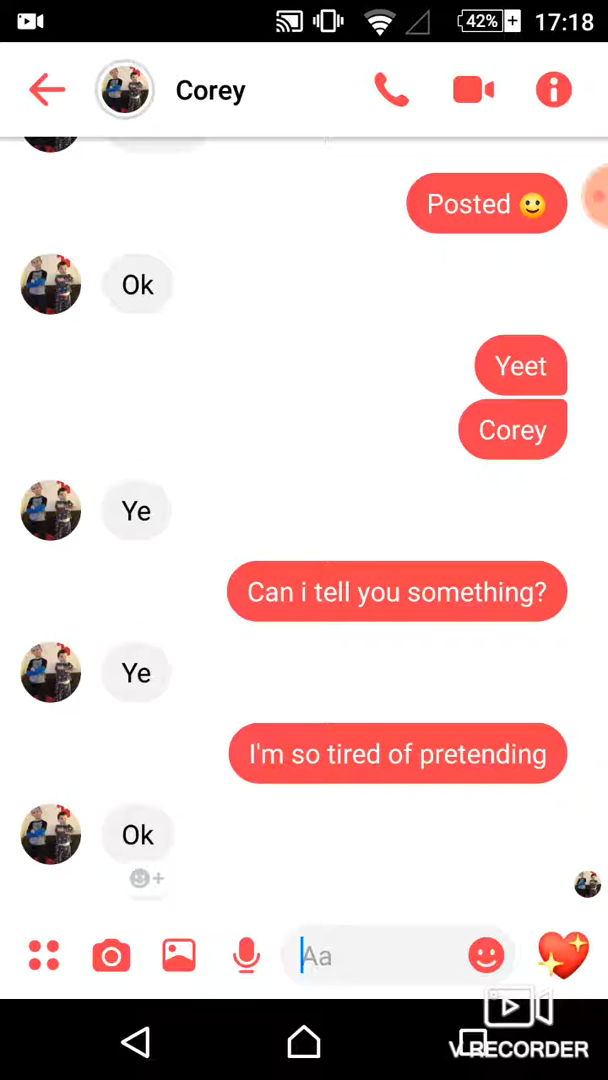 42% 17:18
Corey
Posted 🙂
Ok
Yeet
Corey
Ye
Can i tell you something?
Ye
I'm so tired of pretending
Ok
Aa
V RECORDER